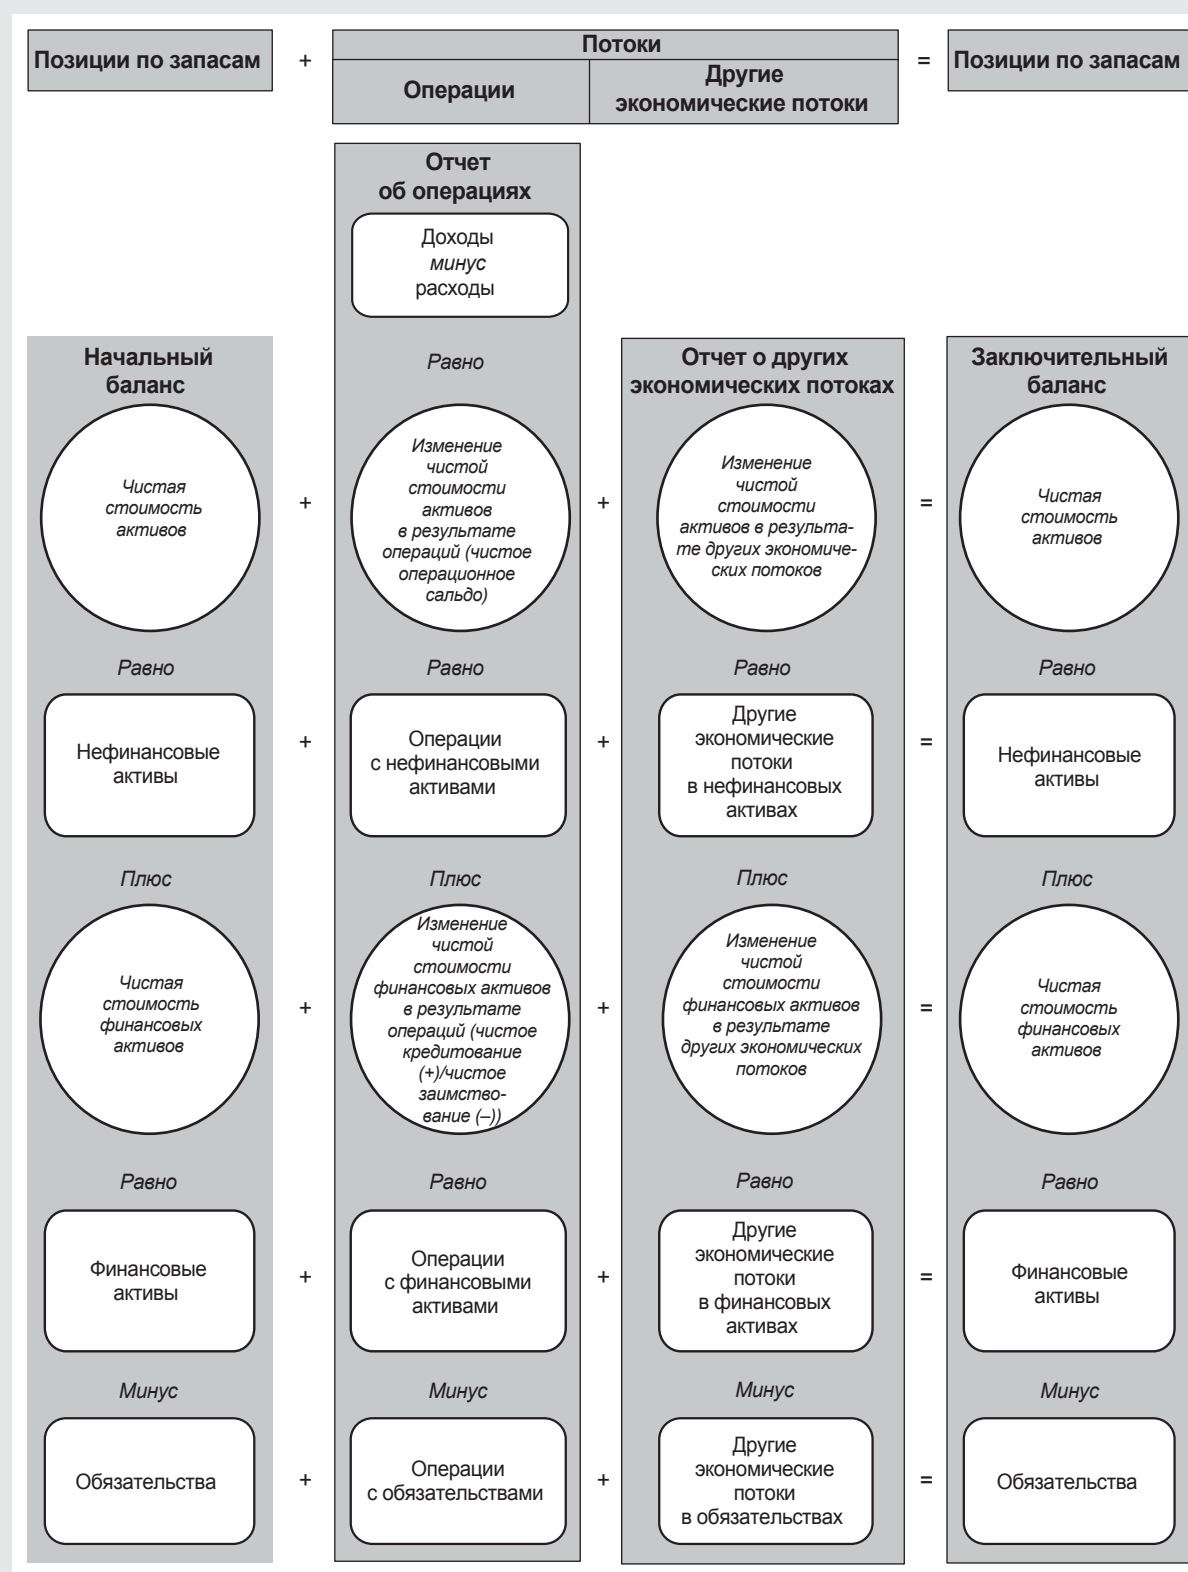 Позиции по запасам
+
Потоки
Операции
Другие
экономические потоки
=
Позиции по запасам
Отчет
об операциях
Доходы
минус
расходы
Равно
Начальный
баланс
Отчет о других
экономических потоках
Заключительный
баланс
Чистая
стоимость
активов
+
Изменение
чистой
стоимости
активов
в результате
операций (чистое
операционное
сальдо)
+
Изменение
чистой
стоимости
активов в результа-
те других экономиче-
ских потоков
=
Чистая
стоимость
активов
Равно
Равно
Равно
Равно
Нефинансовые
активы
+
Операции
с нефинансовыми
активами
+
Другие
экономические
потоки
в нефинансовых
активах
=
Нефинансовые
активы
Плюс
Плюс
Плюс
Плюс
Чистая
стоимость
финансовых
активов
+
Изменение
чистой
стоимости
финансовых активов
в результате
операций (чистое
кредитование
(+)/чистое
заимство-
вание (–))
+
Изменение
чистой
стоимости
финансовых активов
в результате
других экономических
потоков
=
Чистая
стоимость
финансовых
активов
Равно
Равно
Равно
Равно
Финансовые
активы
+
Операции
с финансовыми
активами
+
Другие
экономические
потоки
в финансовых
активах
=
Финансовые
активы
Минус
Минус
Минус
Минус
Обязательства
+
Операции
с обязательствами
+
Другие
экономические
потоки
в обязательствах
=
Обязательства